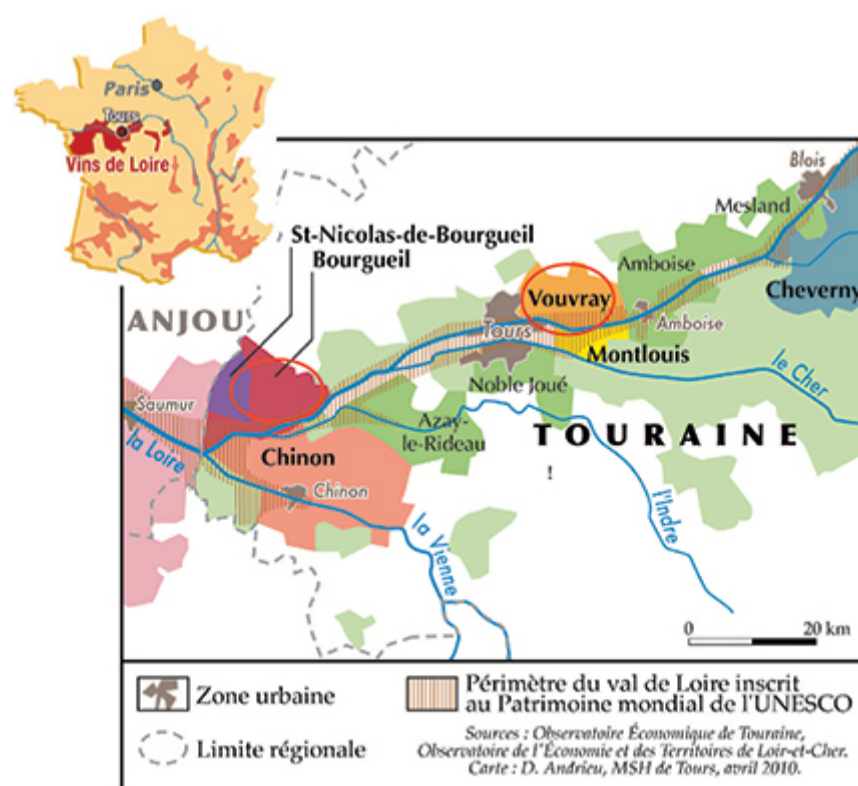 Paris
Tours
Vins de Loire
Blois
Mesland
St-Nicolas-de-Bourgueil
Bourgueil
Amboise
Vouvray
Cheverny
ANJOU
Tours
Amboise
Montlouis
le Cher
Noble Joué
Saumur
Azay-
le-Rideau
TOURAINE
la Loire
Chinon
!
Chinon
l'Indre
la Vienne
0 20 km
Zone urbaine
Périmètre du val de Loire inscrit
au Patrimoine mondial de l'UNESCO
Limite régionale
Sources : Observatoire Économique de Touraine,
Observatoire de l'Économie et des Territoires de Loir-et-Cher.
Carte : D. Andrieu, MSH de Tours, avril 2010.